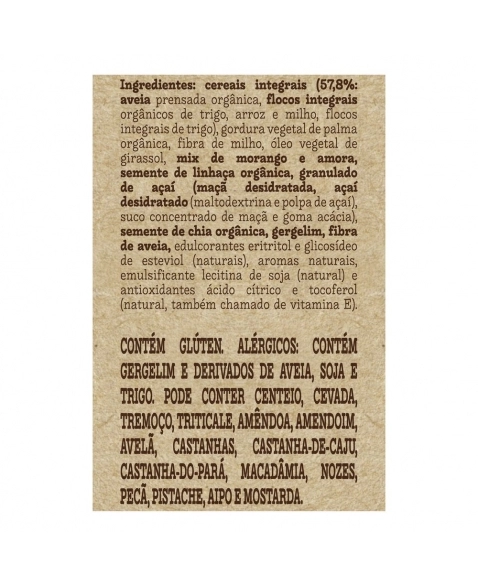 Ingredientes: cereais integrais (57,8%:
aveia prensada orgânica, flocos integrais
orgânicos de trigo, arroz e milho, flocos
integrais de trigo), gordura vegetal de palma
orgânica, fibra de milho, óleo vegetal de
girassol, mix de morango e amora,
semente de linhaça orgânica, granulado
de açaí (maçã desidratada, açaí
desidratado (maltodextrina e polpa de açaí),
suco concentrado de maçã e goma acácia),
semente de chia orgânica, gergelim, fibra
de aveia, edulcorantes eritritol e glicosídeo
de esteviol (naturais), aromas naturais,
emulsificante lecitina de soja (natural) e
antioxidantes ácido cítrico e tocoferol
(natural, também chamado de vitamina E).
CONTÉM GLÚTEN. ALÉRGICOS: CONTÉM
GERGELIM E DERIVADOS DE AVEIA, SOJA E
TRIGO. PODE CONTER CENTEIO, CEVADA,
TREMOÇO, TRITICALE, AMÊNDOA, AMENDOIM,
AVELÃ, CASTANHAS, CASTANHA-DE-CAJU,
CASTANHA-DO-PARÁ, MACADÂMIA, NOZES,
PECÃ, PISTACHE, AIPO E MOSTARDA.